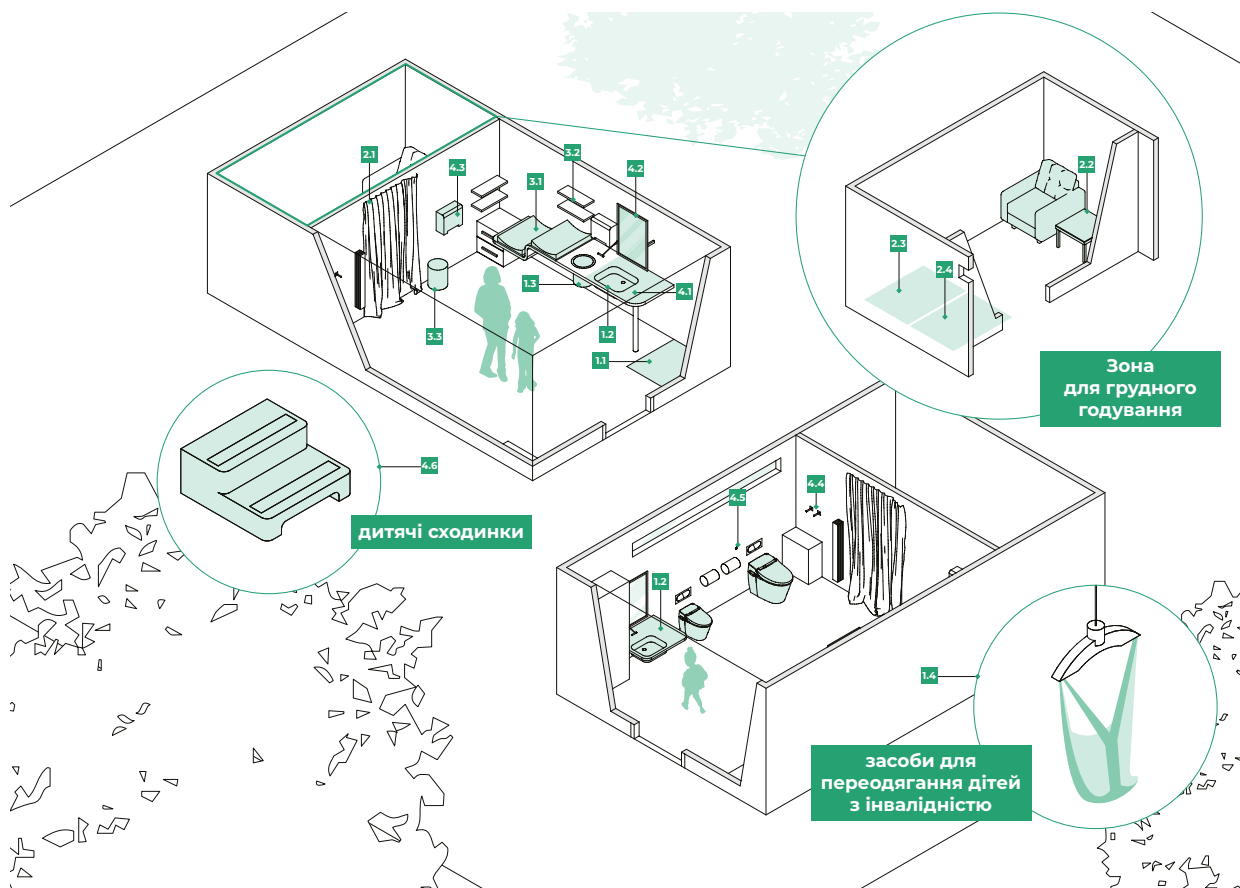 2.1
4.3
3.1
3.2
4.2
2.2
2.3
2.4
1.3
4.1
3.3
1.2
1.1
Зона
для грудного
годування
4.6
дитячі сходинки
4.5
4.4
1.2
1.4
засоби для
переодягання дітей
з інвалідністю